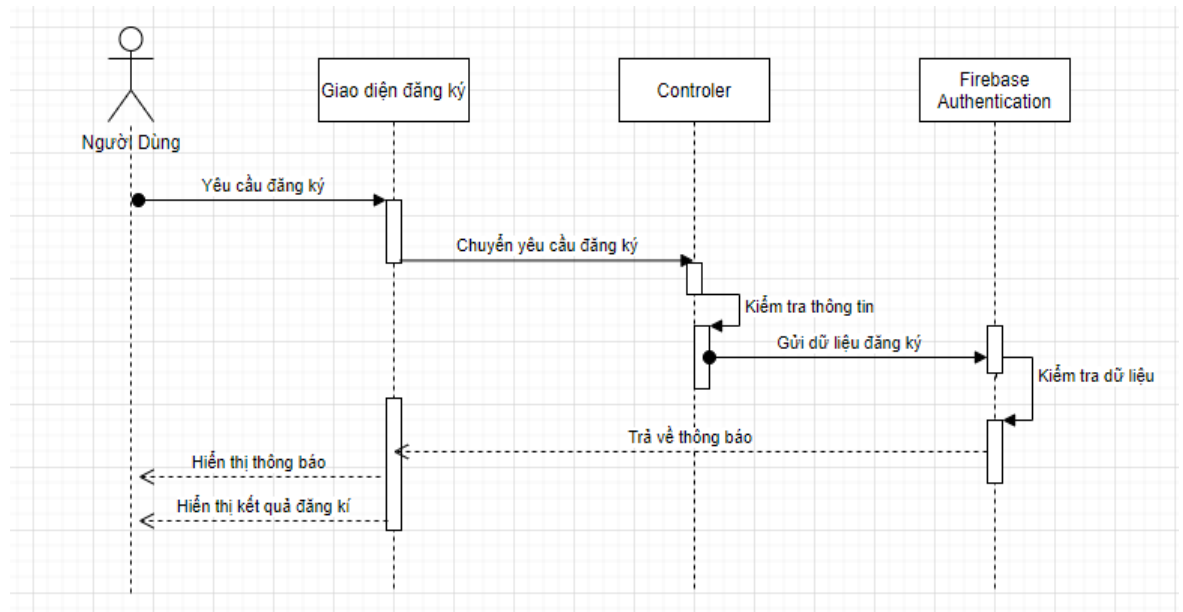 Giao diện đăng ký
Controler
Firebase
Authentication
Người Dùng
Yêu cầu đăng ký
Chuyển yêu cầu đăng ký
Kiểm tra thông tin
Gửi dữ liệu đăng ký
Kiểm tra dữ liệu
Trả về thông báo
Hiển thị thông báo
Hiển thị kết quả đăng kí